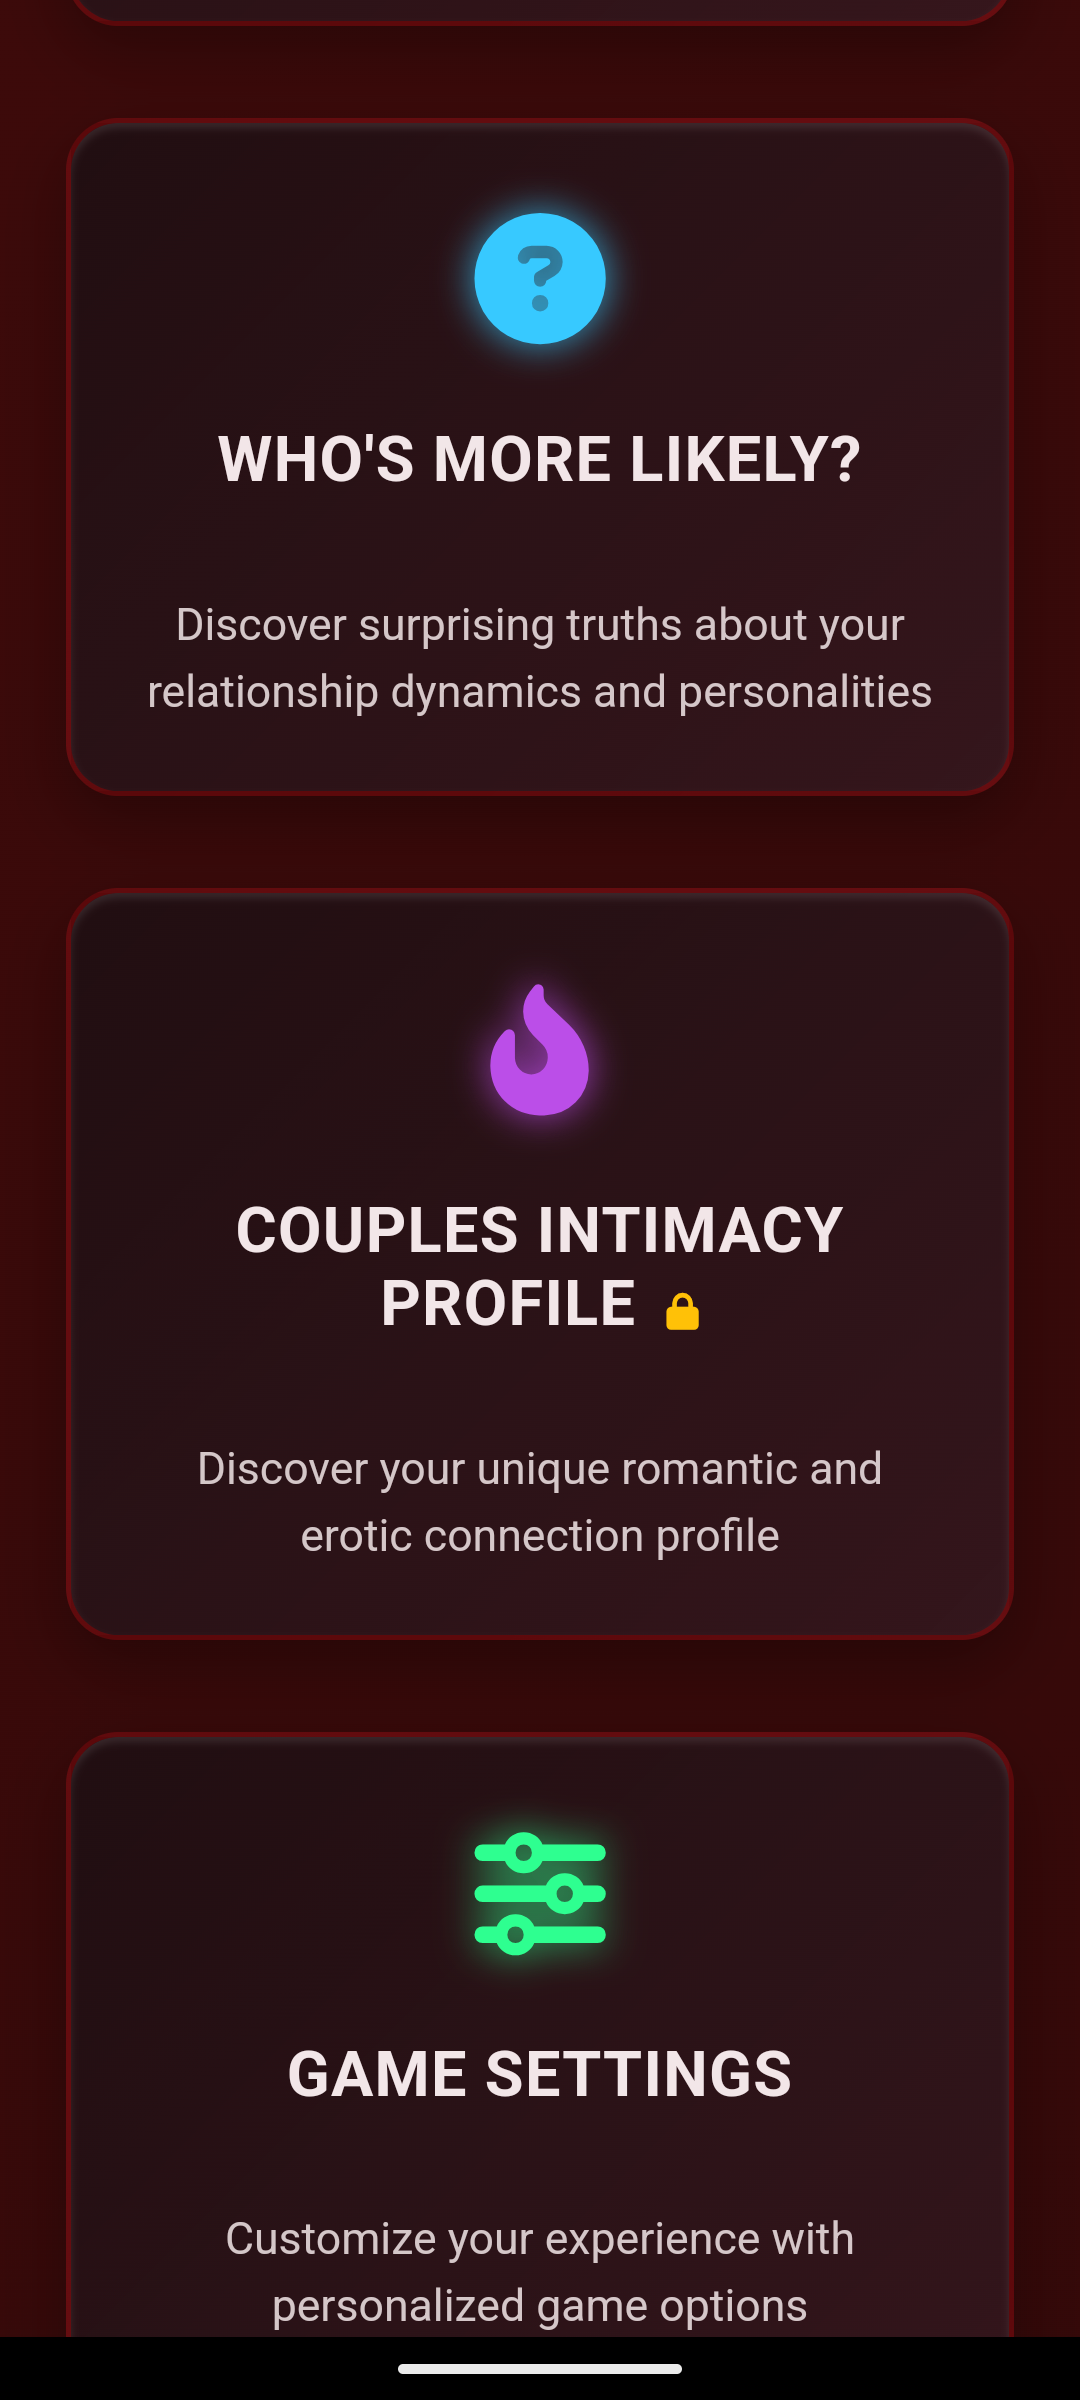 WHO'S MORE LIKELY?
Discover surprising truths about your
relationship dynamics and personalities
COUPLES INTIMACY
PROFILE
Discover your unique romantic and
erotic connection profile
GAME SETTINGS
Customize your experience with
personalized game options